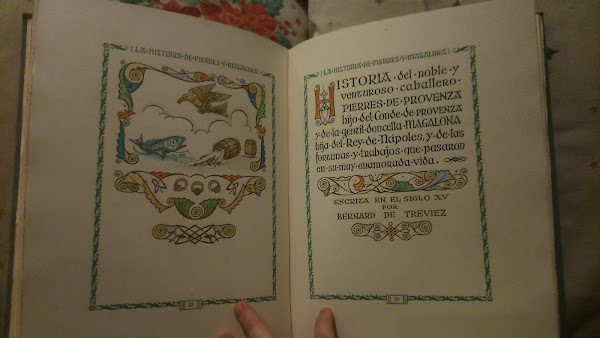 LA·HISTORIA·DE·PIERRES·Y·MAGALONA
LA·HISTORIA·DE·PIERRES·Y·MAGALONA
HISTORIA·del·noble·y
venturoso·caballero·
PIERRES·DE·PROVENZA
hijo·del·Conde·de·PROVENZA
y·de·la·gentil·doncella·MAGALONA
hija·del·Rey·de·Nápoles, y·de·las
fortunas·y·trabajos·que·pasaron
en·su·muy·enamorada·vida.
ESCRITA EN EL SIGLO XV
POR
BERNARD DE TREVIEZ